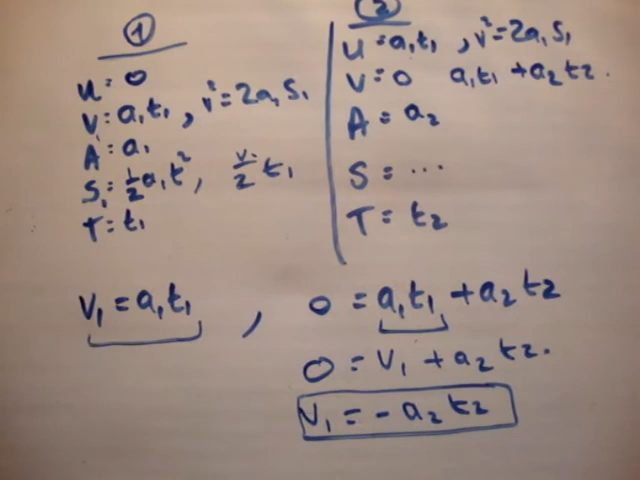 ①
u = 0
v = a₁t₁ , v² = 2a₁s₁
A = a₁
S₁ = ½a₁t² , v/2 t₁
T = t₁
②
u = a₁t₁ , v² = 2a₁s₁
v = 0 a₁t₁ + a₂t2.
A = a₂
S = ...
T = t₂
v₁ = a₁t₁ , 0 = a₁t₁ + a₂t2
0 = v₁ + a₂t2.
v₁ = -a₂t2